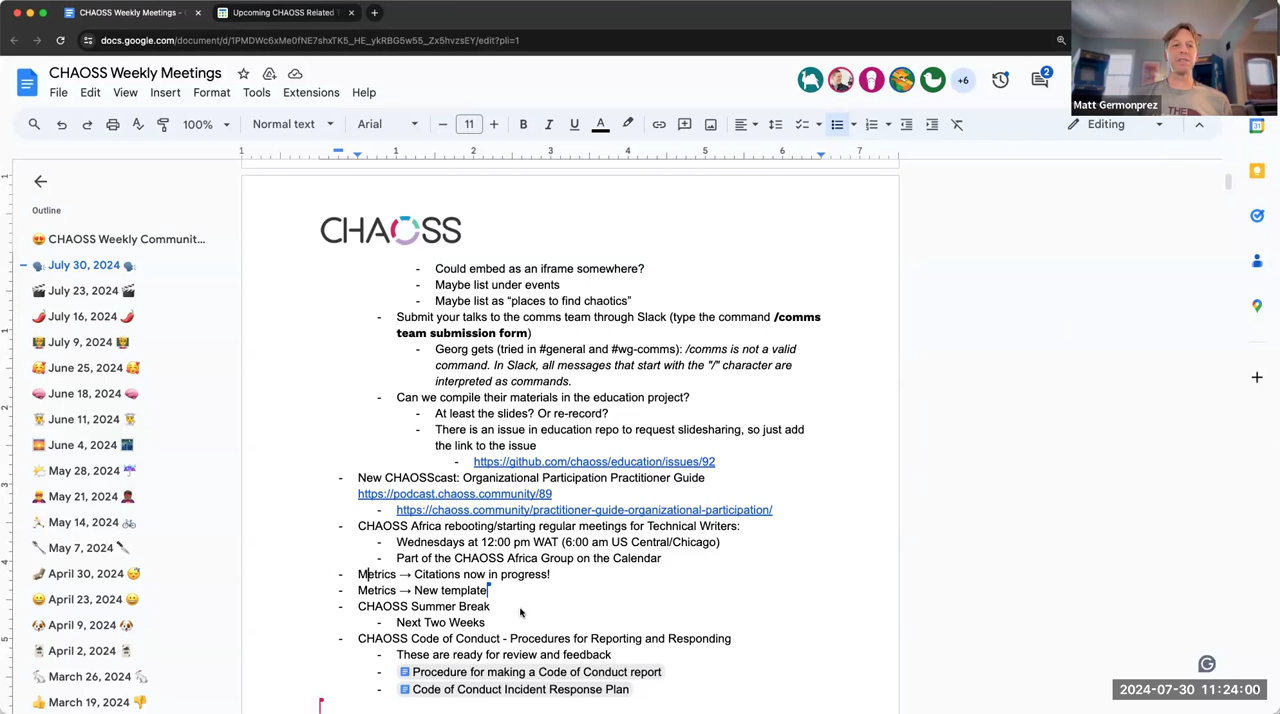 CHAOSS Weekly Meetings -
Upcoming CHAOSS Related T
docs.google.com/document/d/1PMDWc6xMe0fNE7shxTK5_HE_ykRBG5w55_Zx5hvzsEY/edit?pli=1
CHAOSS Weekly Meetings
File Edit View Insert Format Tools Extensions Help
+6
2
Matt Germonprez
100% Normal text Arial 11 B I U A Editing
1 1 2 3 4 5 6 7
Outline
CHAOSS Weekly Communit...
July 30, 2024
July 23, 2024
July 16, 2024
July 9, 2024
June 25, 2024
June 18, 2024
June 11, 2024
June 4, 2024
May 28, 2024
May 21, 2024
May 14, 2024
May 7, 2024
April 30, 2024
April 23, 2024
April 9, 2024
April 2, 2024
March 26, 2024
March 19, 2024
CHAOSS
- Could embed as an iframe somewhere?
- Maybe list under events
- Maybe list as “places to find chaotics”
- Submit your talks to the comms team through Slack (type the command /comms
team submission form)
- Georg gets (tried in #general and #wg-comms): /comms is not a valid
command. In Slack, all messages that start with the "/" character are
interpreted as commands.
- Can we compile their materials in the education project?
- At least the slides? Or re-record?
- There is an issue in education repo to request slidesharing, so just add
the link to the issue
- https://github.com/chaoss/education/issues/92
- New CHAOSScast: Organizational Participation Practitioner Guide
https://podcast.chaoss.community/89
- https://chaoss.community/practitioner-guide-organizational-participation/
- CHAOSS Africa rebooting/starting regular meetings for Technical Writers:
- Wednesdays at 12:00 pm WAT (6:00 am US Central/Chicago)
- Part of the CHAOSS Africa Group on the Calendar
- Metrics → Citations now in progress!
- Metrics → New template
- CHAOSS Summer Break
- Next Two Weeks
- CHAOSS Code of Conduct - Procedures for Reporting and Responding
- These are ready for review and feedback
- Procedure for making a Code of Conduct report
- Code of Conduct Incident Response Plan
2024-07-30 11:24:00